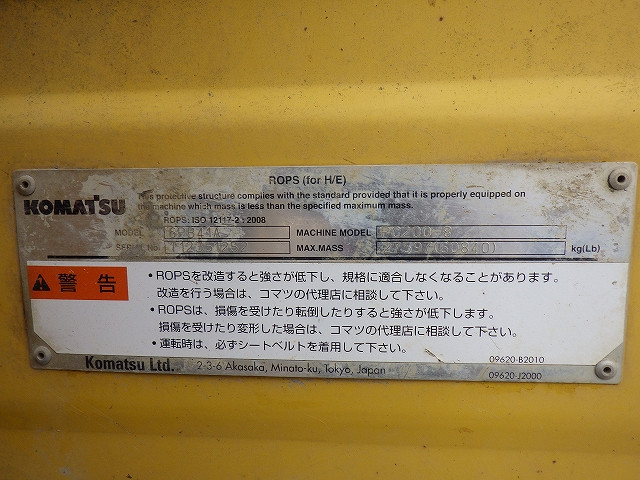 ROPS (for H/E)
KOMATSU
This protective structure complies with the standard provided that it is properly equipped on
the machine which mass is less than the specified maximum mass.
ROPS: ISO 12117-2 : 2008
MODEL MACHINE MODEL PC200-8
SERIAL No. MAX.MASS (50840) kg(Lb)
警告
• ROPSを改造すると強さが低下し、規格に適合しなくなることがあります。
改造を行う場合は、コマツの代理店に相談して下さい。
• ROPSは、損傷を受けたり転倒したりすると強さが低下します。
損傷を受けたり変形した場合は、コマツの代理店に相談して下さい。
• 運転時は、必ずシートベルトを着用して下さい。
Komatsu Ltd. 2-3-6 Akasaka, Minato-ku, Tokyo, Japan
09620-B2010
09620-J2000